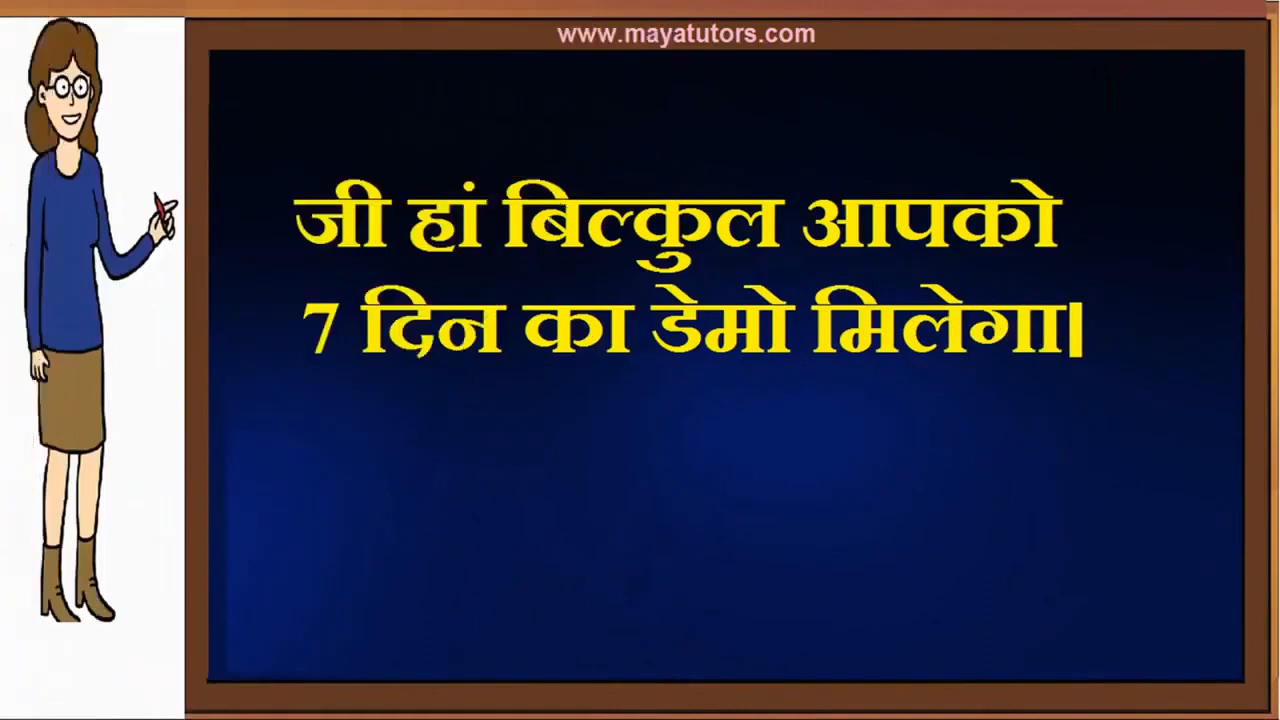 www.mayatutors.com
जी हां बिल्कुल आपको
7 दिन का डेमो मिलेगा।